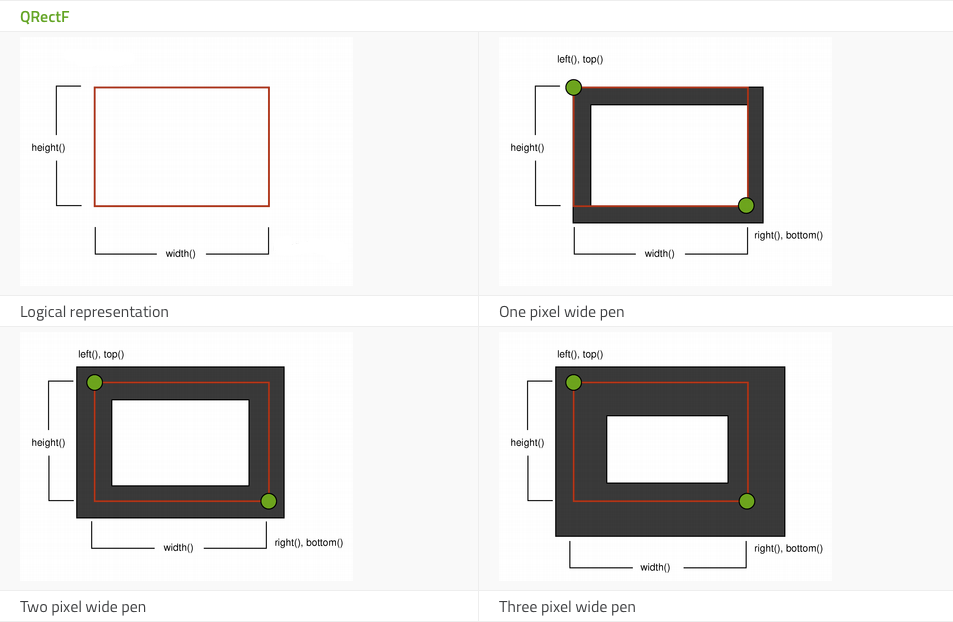 QRectF
height()
width()
left(), top()
height()
right(), bottom()
width()
Logical representation
One pixel wide pen
left(), top()
height()
right(), bottom()
width()
left(), top()
height()
right(), bottom()
width()
Two pixel wide pen
Three pixel wide pen